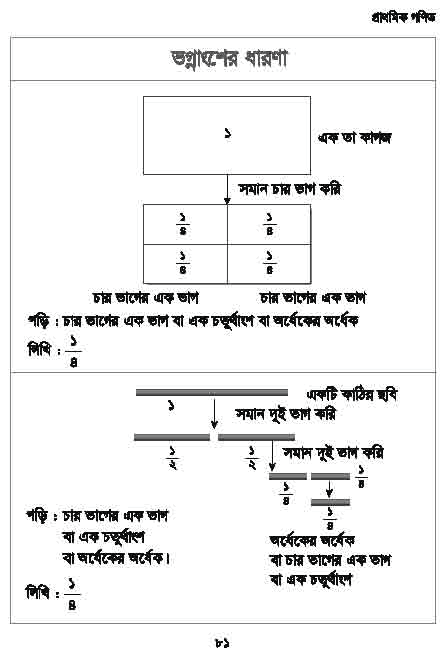 প্রাথমিক গণিত
ভগ্নাংশের ধারণা
১
এক তা কাগজ
সমান চার ভাগ করি
১/৪ ১/৪
১/৪ ১/৪
চার ভাগের এক ভাগ চার ভাগের এক ভাগ
পড়ি : চার ভাগের এক ভাগ বা এক চতুর্থাংশ বা অর্ধেকের অর্ধেক
লিখি : ১/৪
একটি কাঠির ছবি
১
সমান দুই ভাগ করি
১/২ ১/২
সমান দুই ভাগ করি
১/৪ ১/৪
১/৪
পড়ি : চার ভাগের এক ভাগ
বা এক চতুর্থাংশ
বা অর্ধেকের অর্ধেক।
লিখি : ১/৪
অর্ধেকের অর্ধেক
বা চার ভাগের এক ভাগ
বা এক চতুর্থাংশ
৮১